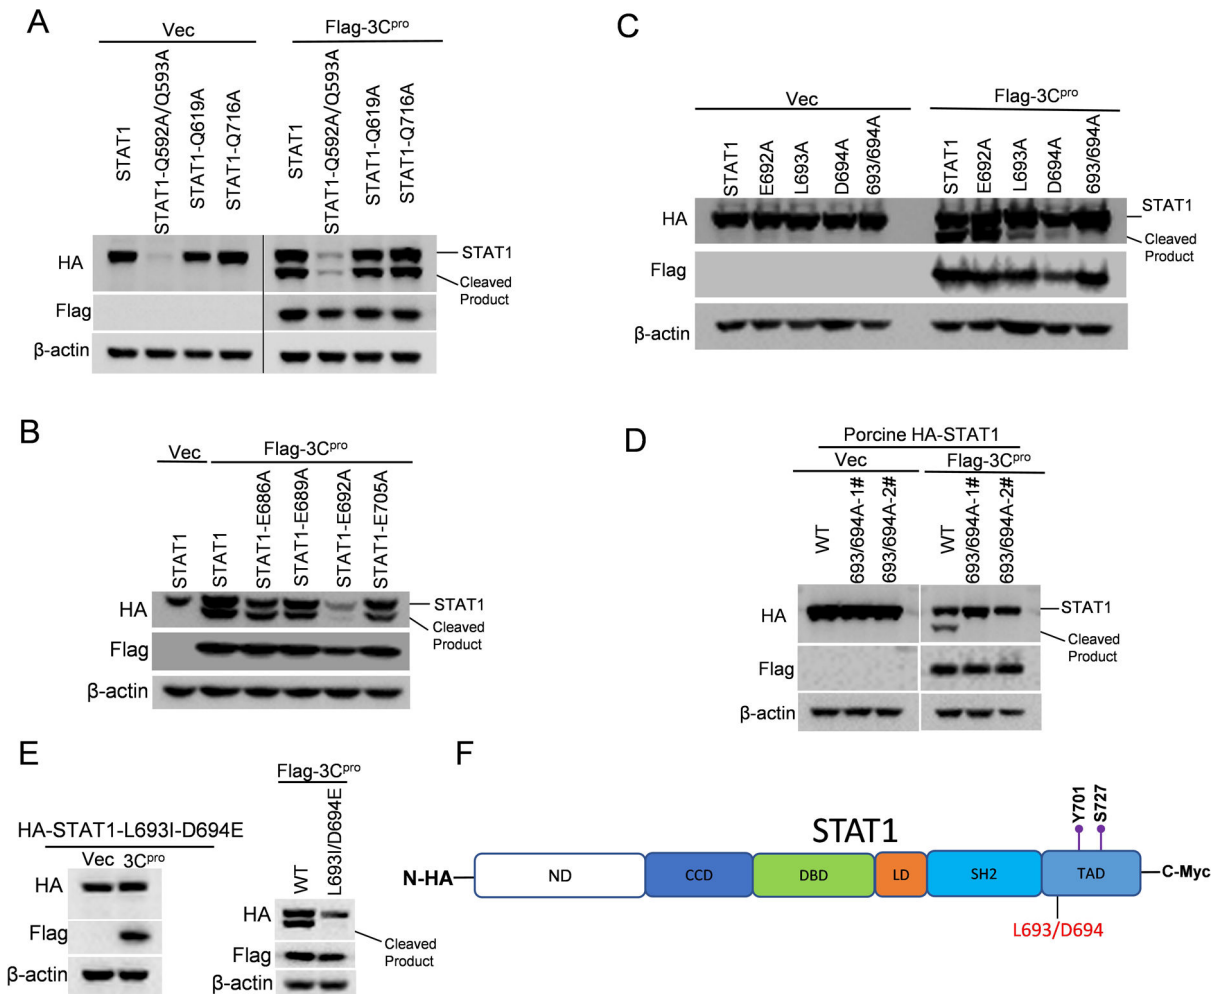 A
Vec
Flag-3Cpro
STAT1
STAT1-Q592A/Q593A
STAT1-Q619A
STAT1-Q716A
STAT1
STAT1-Q592A/Q593A
STAT1-Q619A
STAT1-Q716A
HA
STAT1
Cleaved
Product
Flag
β-actin
B
Vec
Flag-3Cpro
STAT1
STAT1
STAT1-E686A
STAT1-E689A
STAT1-E692A
STAT1-E705A
HA
STAT1
Cleaved
Product
Flag
β-actin
C
Vec
Flag-3Cpro
STAT1
E692A
L693A
D694A
693/694A
STAT1
E692A
L693A
D694A
693/694A
HA
STAT1
Cleaved
Product
Flag
β-actin
D
Porcine HA-STAT1
Vec
Flag-3Cpro
WT
693/694A-1#
693/694A-2#
WT
693/694A-1#
693/694A-2#
HA
STAT1
Cleaved
Product
Flag
β-actin
E
HA-STAT1-L693I-D694E
Vec 3Cpro
HA
Flag
β-actin
Flag-3Cpro
WT
L693I/D694E
HA
Cleaved
Product
Flag
β-actin
F
STAT1
Y701
S727
N-HA
ND
CCD
DBD
LD
SH2
TAD
C-Myc
L693/D694